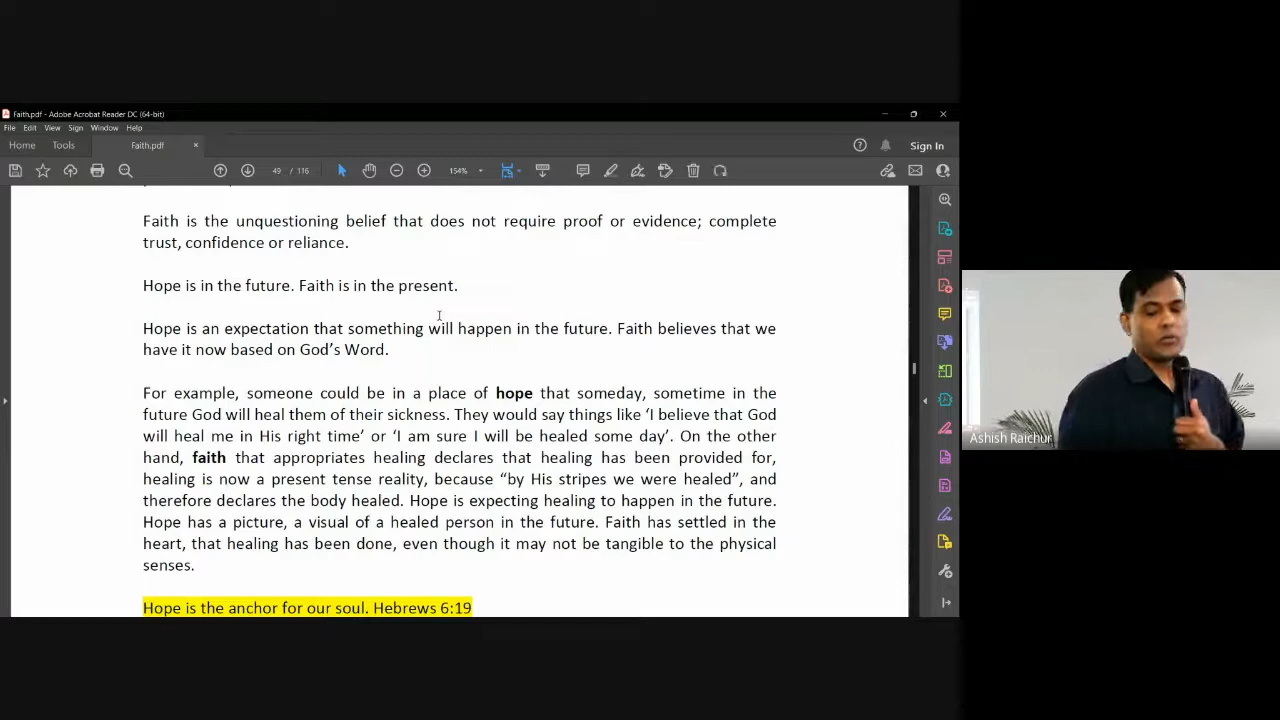 Faith.pdf - Adobe Acrobat Reader DC (64-bit)
File Edit View Sign Window Help
Home Tools Faith.pdf × Sign In
49 / 116 154%
Faith is the unquestioning belief that does not require proof or evidence; complete
trust, confidence or reliance.
Hope is in the future. Faith is in the present.
Hope is an expectation that something will happen in the future. Faith believes that we
have it now based on God’s Word.
For example, someone could be in a place of hope that someday, sometime in the
future God will heal them of their sickness. They would say things like ‘I believe that God
will heal me in His right time’ or ‘I am sure I will be healed some day’. On the other
hand, faith that appropriates healing declares that healing has been provided for,
healing is now a present tense reality, because “by His stripes we were healed”, and
therefore declares the body healed. Hope is expecting healing to happen in the future.
Hope has a picture, a visual of a healed person in the future. Faith has settled in the
heart, that healing has been done, even though it may not be tangible to the physical
senses.
Hope is the anchor for our soul. Hebrews 6:19
Ashish Raichur